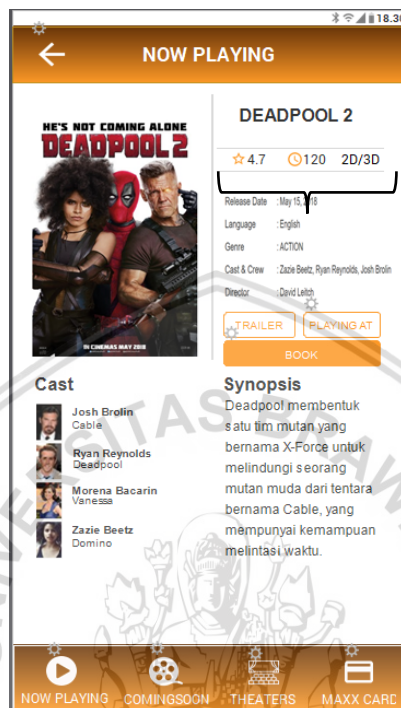 18.30
NOW PLAYING
HE'S NOT COMING ALONE
DEADPOOL 2
IN CINEMAS MAY 2018
DEADPOOL 2
4.7 120 2D/3D
Release Date : May 15, 2018
Language : English
Genre : ACTION
Cast & Crew : Zazie Beetz, Ryan Reynolds, Josh Brolin
Director : David Leitch
TRAILER PLAYING AT
BOOK
Cast
Josh Brolin
Cable
Ryan Reynolds
Deadpool
Morena Bacarin
Vanessa
Zazie Beetz
Domino
Synopsis
Deadpool membentuk
satu tim mutan yang
bernama X-Force untuk
melindungi seorang
mutan muda dari tentara
bernama Cable, yang
mempunyai kemampuan
melintasi waktu.
NOW PLAYING COMINGSOON THEATERS MAXX CARD